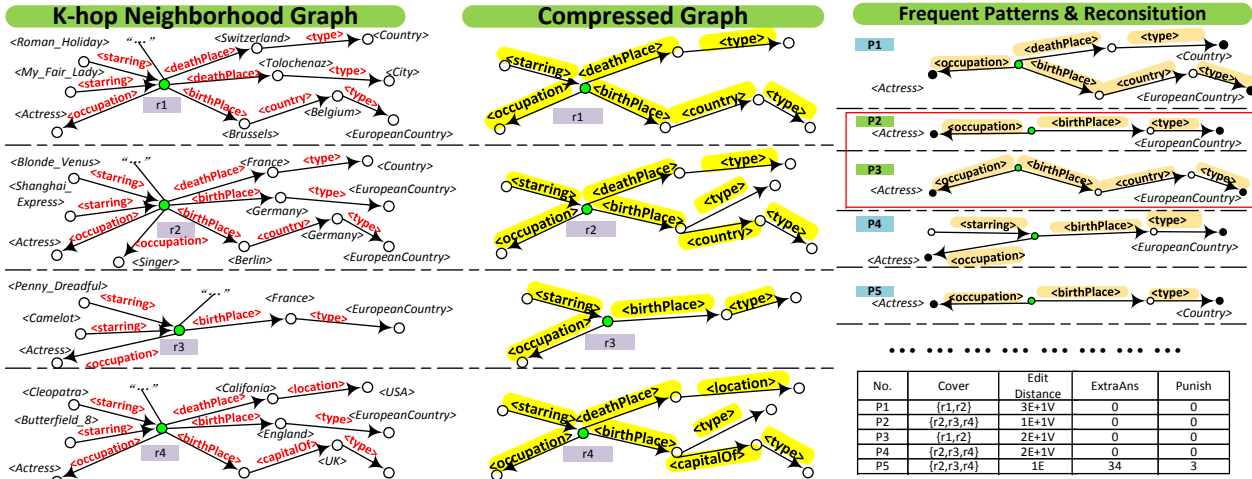 K-hop Neighborhood Graph
<Roman_Holiday>
"..."
<Switzerland>
<type>
<Country>
<starring>
<deathPlace>
<My_Fair_Lady>
<Tolochenaz>
<starring>
<deathPlace>
<type>
<City>
<occupation>
r1
<birthPlace>
<country>
<type>
<Actress>
<Belgium>
<Brussels>
<EuropeanCountry>
<Blonde_Venus>
"..."
<France>
<type>
<Country>
<starring>
<deathPlace>
<Shanghai_
Express>
<EuropeanCountry>
<starring>
<birthPlace>
<type>
<Germany>
<occupation>
r2
<birthPlace>
<country>
<type>
<Actress>
<occupation>
<Germany>
<Singer>
<Berlin>
<EuropeanCountry>
<Penny_Dreadful>
"..."
<France>
<EuropeanCountry>
<Camelot>
<starring>
<starring>
<birthPlace>
<type>
<Actress>
<occupation>
r3
<Cleopatra>
"..."
<Califonia>
<location>
<USA>
<starring>
<deathPlace>
<Butterfield_8>
<EuropeanCountry>
<starring>
<birthPlace>
<type>
<England>
<occupation>
r4
<birthPlace>
<capitalOf>
<type>
<Actress>
<UK>
<EuropeanCountry>
Compressed Graph
<type>
<starring>
<deathPlace>
<occupation>
<birthPlace>
<country>
<type>
r1
<type>
<starring>
<deathPlace>
<type>
<occupation>
<birthPlace>
<country>
<type>
r2
<starring>
<birthPlace>
<type>
<occupation>
r3
<location>
<starring>
<deathPlace>
<type>
<occupation>
<birthPlace>
<capitalOf>
<type>
r4
Frequent Patterns & Reconsitution
P1
<deathPlace>
<type>
<Country>
<occupation>
<birthPlace>
<country>
<type>
<Actress>
<EuropeanCountry>
P2
<occupation>
<birthPlace>
<type>
<Actress>
<EuropeanCountry>
P3
<occupation>
<birthPlace>
<country>
<type>
<Actress>
<EuropeanCountry>
P4
<starring>
<birthPlace>
<type>
<EuropeanCountry>
<occupation>
<Actress>
P5
<occupation>
<birthPlace>
<type>
<Actress>
<Country>
... ... ... ... ... ... ...
No. Cover Edit Distance ExtraAns Punish
P1 {r1,r2} 3E+1V 0 0
P2 {r2,r3,r4} 1E+1V 0 0
P3 {r1,r2} 2E+1V 0 0
P4 {r2,r3,r4} 2E+1V 0 0
P5 {r2,r3,r4} 1E 34 3